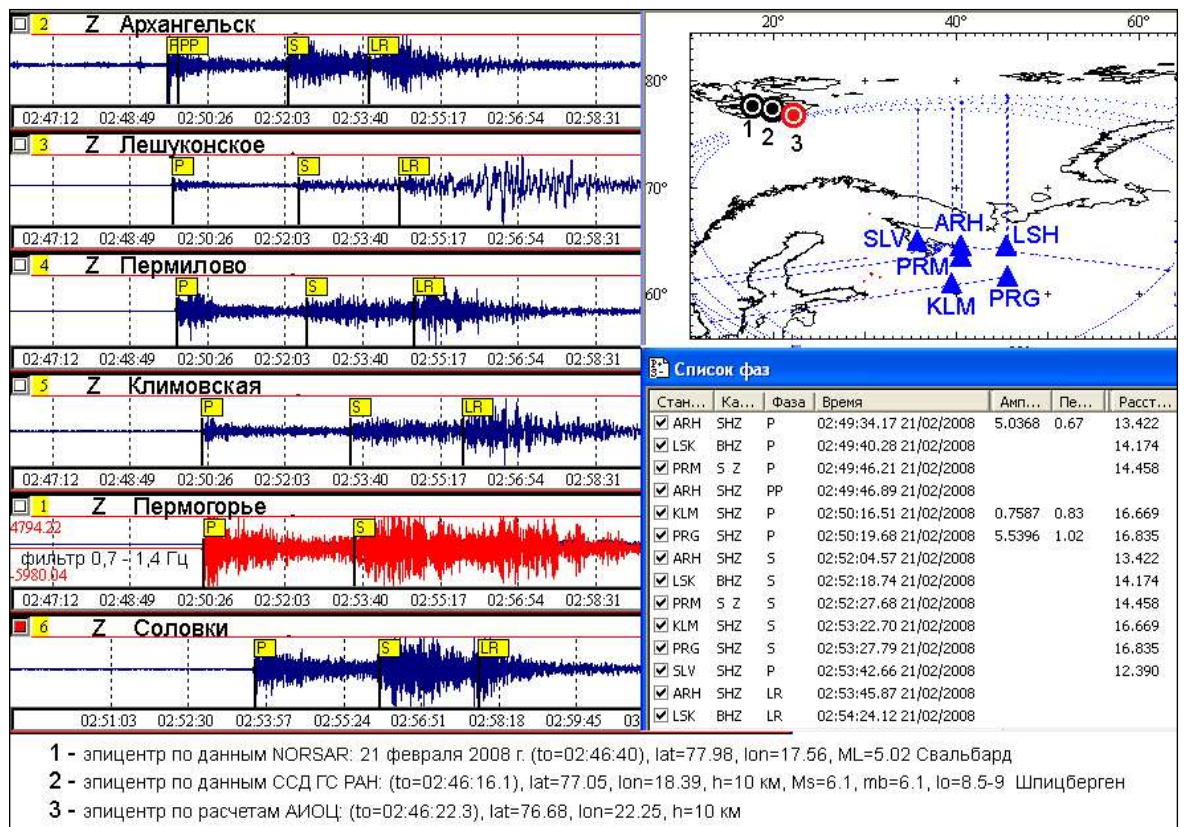 2 Z Архангельск
P PP S LR
02:47:12 02:48:49 02:50:26 02:52:03 02:53:40 02:55:17 02:56:54 02:58:31
3 Z Лешуконское
P S LR
02:47:12 02:48:49 02:50:26 02:52:03 02:53:40 02:55:17 02:56:54 02:58:31
4 Z Пермилово
P S LR
02:47:12 02:48:49 02:50:26 02:52:03 02:53:40 02:55:17 02:56:54 02:58:31
5 Z Климовская
P S LR
02:47:12 02:48:49 02:50:26 02:52:03 02:53:40 02:55:17 02:56:54 02:58:31
1 Z Пермогорье
4794.22 P S
фильтр 0,7 - 1,4 Гц
-5980.04
02:47:12 02:48:49 02:50:26 02:52:03 02:53:40 02:55:17 02:56:54 02:58:31
6 Z Соловки
P S LR
02:51:03 02:52:30 02:53:57 02:55:24 02:56:51 02:58:18 02:59:45 03
20° 40° 60°
80°
1 2 3
70°
SLV ARH LSH
PRM
KLM PRG
60°
Список фаз
Стан... Ка... Фаза Время Амп... Пе... Расст...
ARH SHZ P 02:49:34.17 21/02/2008 5.0368 0.67 13.422
LSK BHZ P 02:49:40.28 21/02/2008 14.174
PRM S Z P 02:49:46.21 21/02/2008 14.458
ARH SHZ PP 02:49:46.89 21/02/2008
KLM SHZ P 02:50:16.51 21/02/2008 0.7587 0.83 16.669
PRG SHZ P 02:50:19.68 21/02/2008 5.5396 1.02 16.835
ARH SHZ S 02:52:04.57 21/02/2008 13.422
LSK BHZ S 02:52:18.74 21/02/2008 14.174
PRM S Z S 02:52:27.68 21/02/2008 14.458
KLM SHZ S 02:53:22.70 21/02/2008 16.669
PRG SHZ S 02:53:27.79 21/02/2008 16.835
SLV SHZ P 02:53:42.66 21/02/2008 12.390
ARH SHZ LR 02:53:45.87 21/02/2008
LSK BHZ LR 02:54:24.12 21/02/2008
1 - эпицентр по данным NORSAR: 21 февраля 2008 г. (to=02:46:40), lat=77.98, lon=17.56, ML=5.02 Свальбард
2 - эпицентр по данным ССД ГС РАН: (to=02:46:16.1), lat=77.05, lon=18.39, h=10 км, Ms=6.1, mb=6.1, Io=8.5-9 Шпицберген
3 - эпицентр по расчетам АИОЦ: (to=02:46:22.3), lat=76.68, lon=22.25, h=10 км